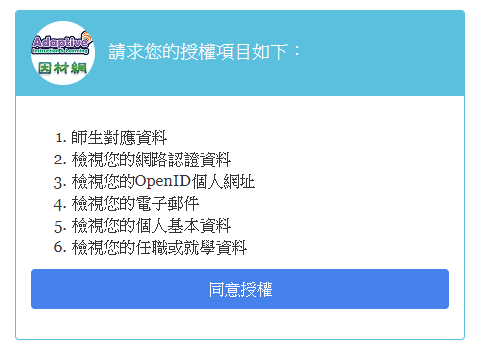 Adaptive
Instruction & Learning
因材網
請求您的授權項目如下：
1. 師生對應資料
2. 檢視您的網路認證資料
3. 檢視您的OpenID個人網址
4. 檢視您的電子郵件
5. 檢視您的個人基本資料
6. 檢視您的任職或就學資料
同意授權